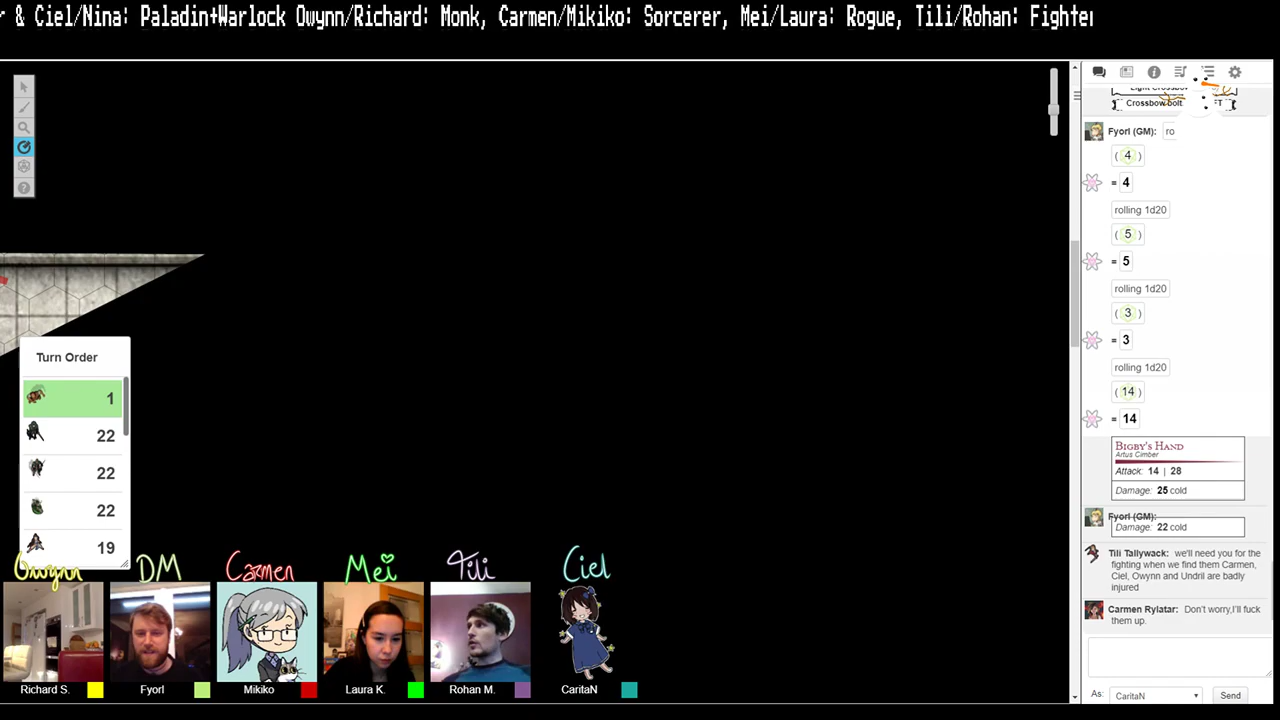 r & Ciel/Nina: Paladin+Warlock Owynn/Richard: Monk, Carmen/Mikiko: Sorcerer, Mei/Laura: Rogue, Tili/Rohan: Fighter
Crossbow bolt
Fyorl (GM): ro
( 4 )
= 4
rolling 1d20
( 5 )
= 5
rolling 1d20
( 3 )
= 3
rolling 1d20
( 14 )
= 14
BIGBY'S HAND
Artus Cimber
Attack: 14 | 28
Damage: 25 cold
Fyorl (GM):
Damage: 22 cold
Tili Tallywack: we'll need you for the
fighting when we find them Carmen,
Ciel, Owynn and Undril are badly
injured
Carmen Rylatar: Don't worry,I'll fuck
them up.
As: CaritaN Send
Turn Order
1
22
22
22
19
Owynn DM Carmen Mei Tili Ciel
Richard S. Fyorl Mikiko Laura K. Rohan M. CaritaN